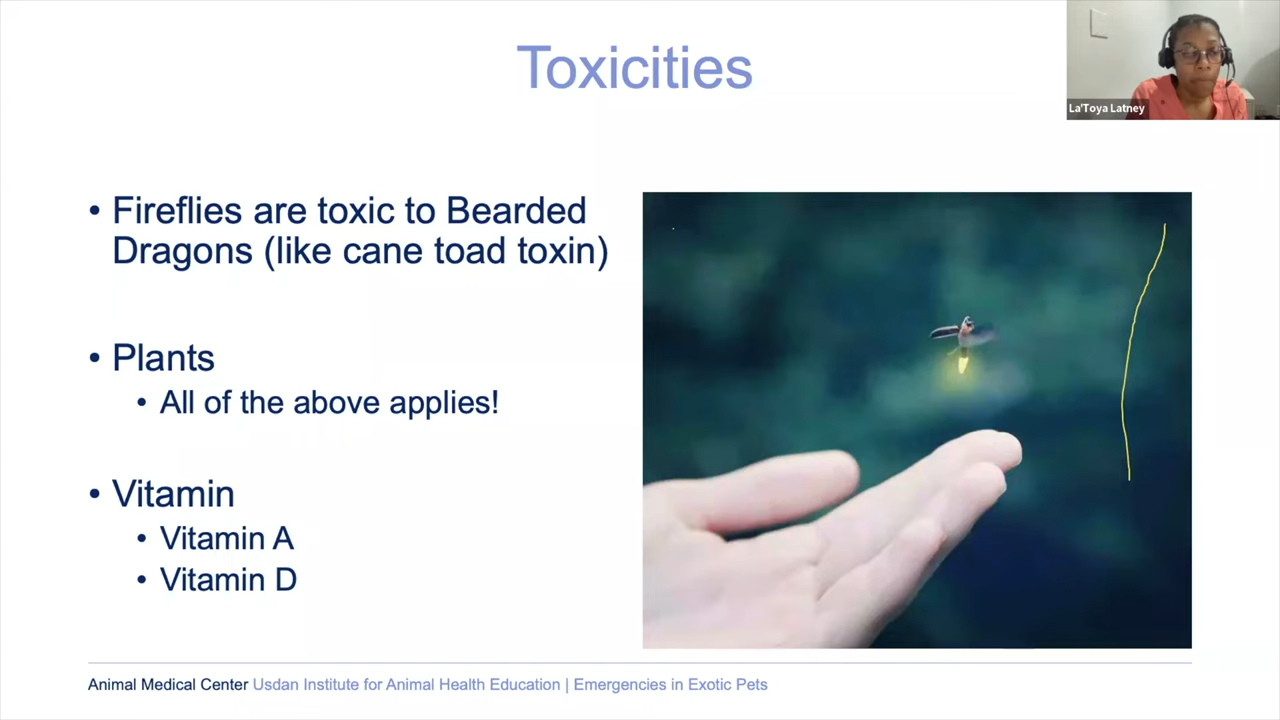 Toxicities
La'Toya Latney
• Fireflies are toxic to Bearded
Dragons (like cane toad toxin)
• Plants
• All of the above applies!
• Vitamin
• Vitamin A
• Vitamin D
Animal Medical Center Usdan Institute for Animal Health Education | Emergencies in Exotic Pets